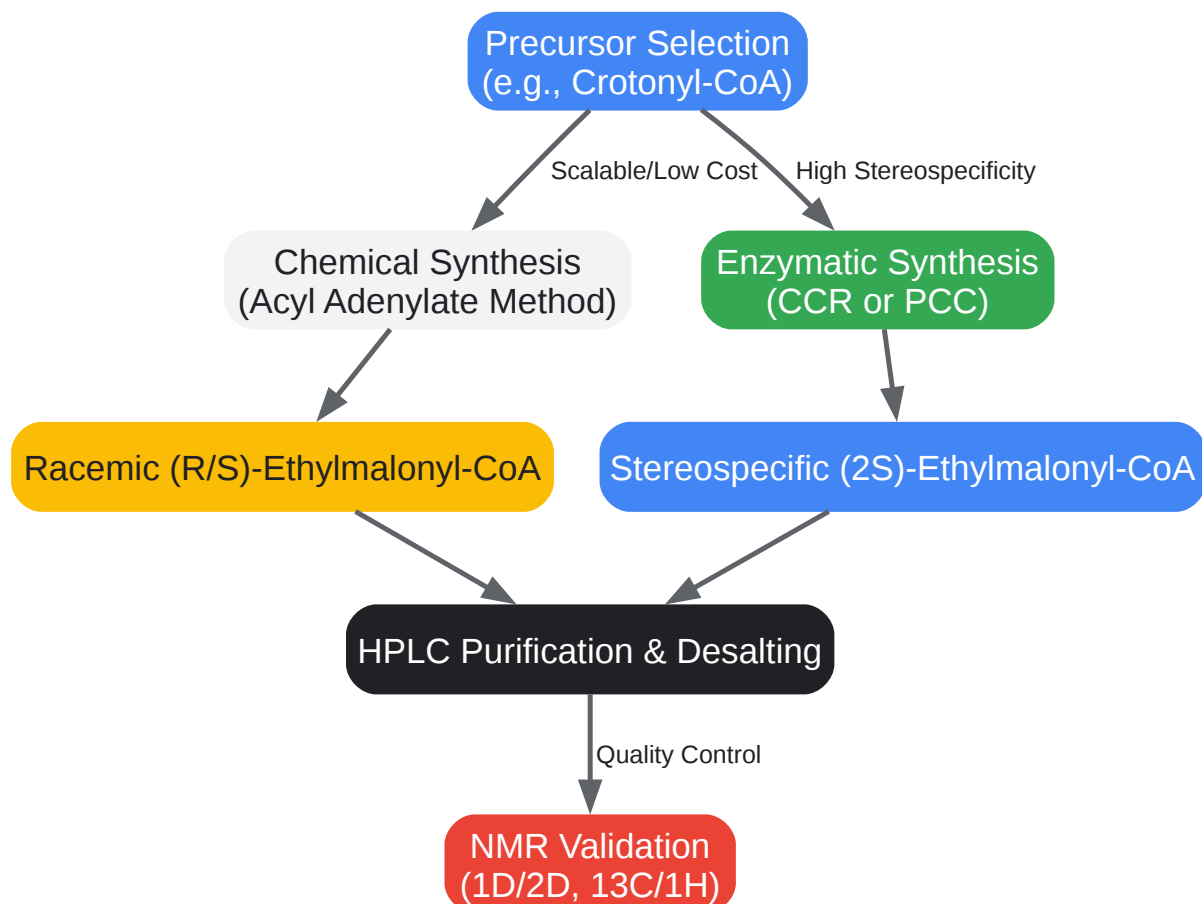 Precursor Selection
(e.g., Crotonyl-CoA)
Scalable/Low Cost
High Stereospecificity
Chemical Synthesis
(Acyl Adenylate Method)
Enzymatic Synthesis
(CCR or PCC)
Racemic (R/S)-Ethylmalonyl-CoA
Stereospecific (2S)-Ethylmalonyl-CoA
HPLC Purification & Desalting
Quality Control
NMR Validation
(1D/2D, 13C/1H)